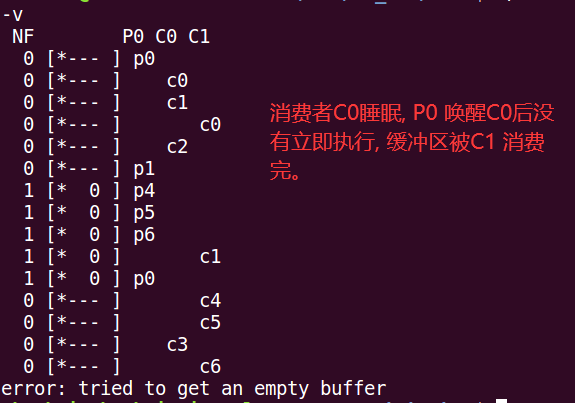 -v
 NF        P0 C0 C1
  0 [*--- ] p0
  0 [*--- ]    c0
  0 [*--- ]    c1
  0 [*--- ]       c0
  0 [*--- ]    c2
  0 [*--- ] p1
  1 [*  0 ] p4
  1 [*  0 ] p5
  1 [*  0 ] p6
  1 [*  0 ]       c1
  1 [*  0 ] p0
  0 [*--- ]       c4
  0 [*--- ]       c5
  0 [*--- ]    c3
  0 [*--- ]       c6
error: tried to get an empty buffer
消费者C0睡眠, P0 唤醒C0后没
有立即执行, 缓冲区被C1 消费
完。